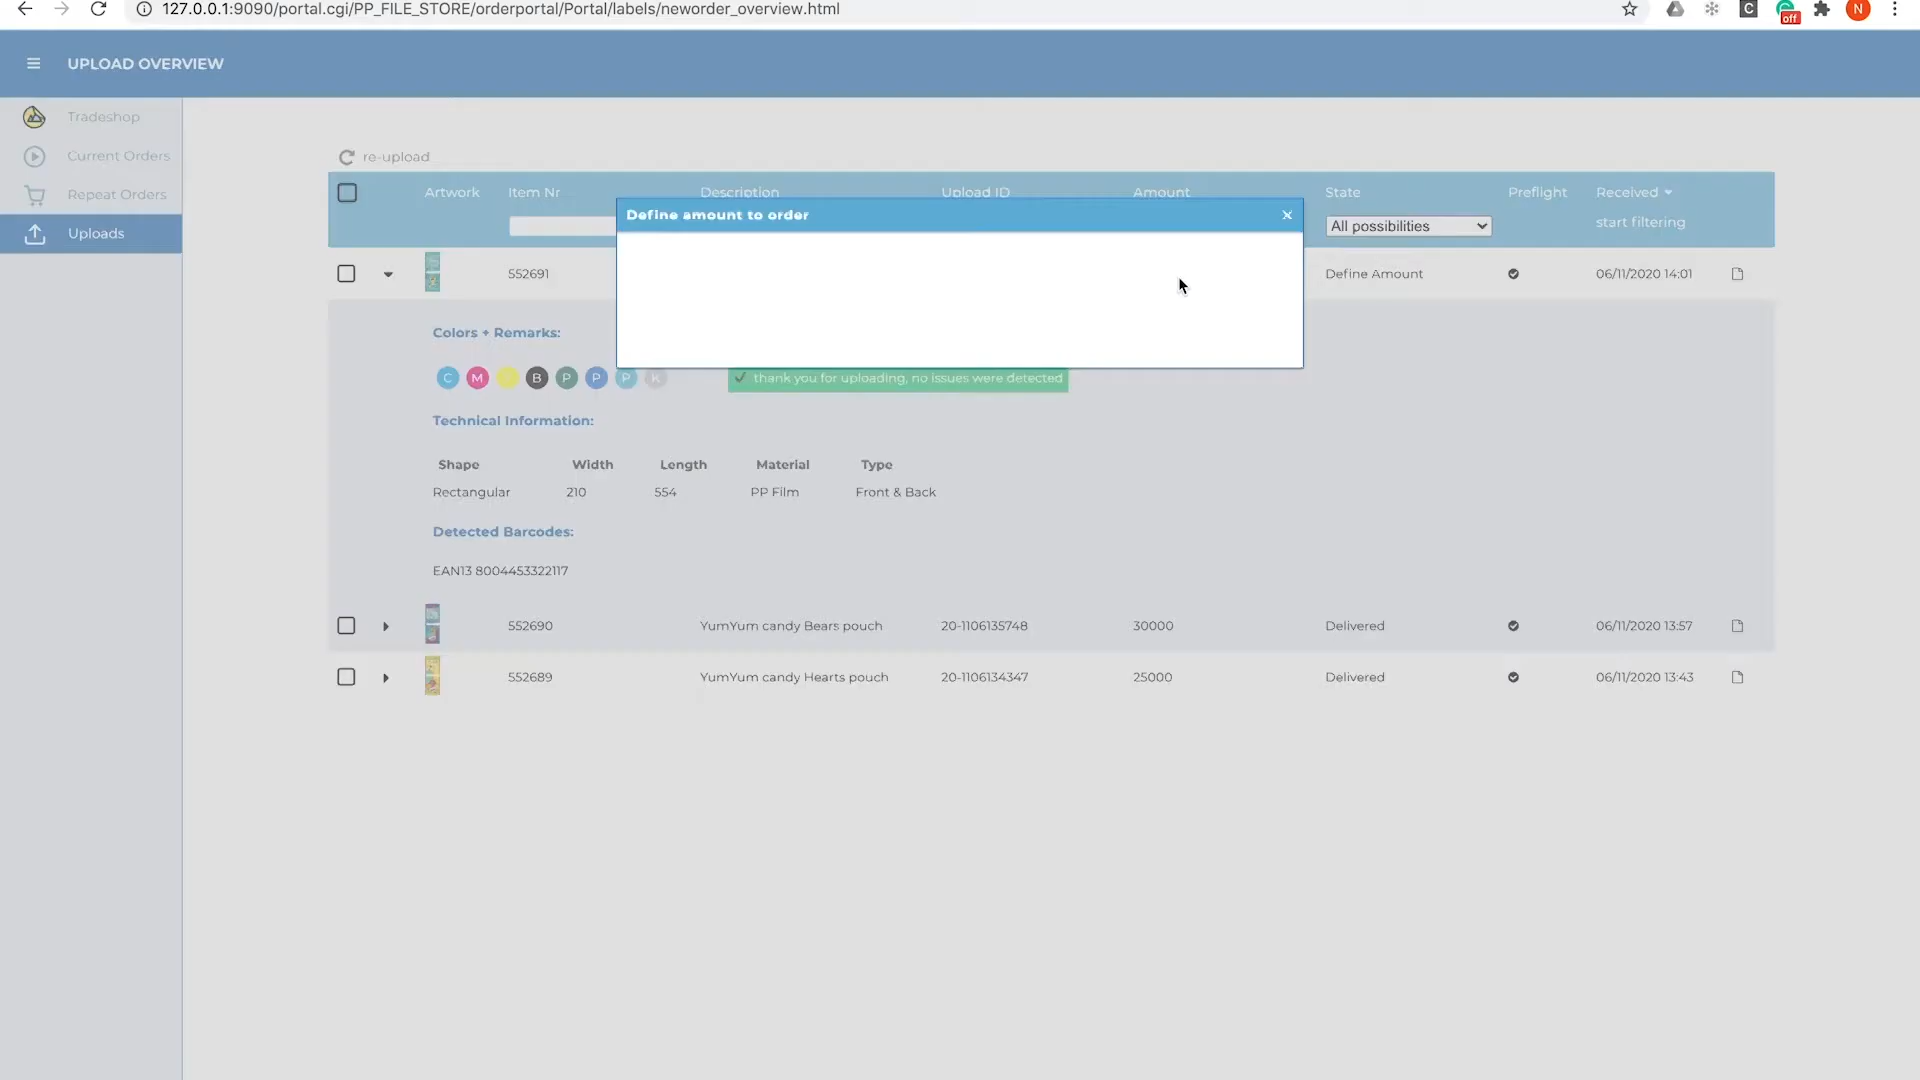 127.0.0.1:9090/portal.cgi/PP_FILE_STORE/orderportal/Portal/labels/neworder_overview.html
C
off
N
UPLOAD OVERVIEW
Tradeshop
Current Orders
Repeat Orders
Uploads
re-upload
Artwork Item Nr Description Upload ID Amount State Preflight Received
All possibilities start filtering
Define amount to order
552691 Define Amount 06/11/2020 14:01
Colors + Remarks:
C M B P P P K
thank you for uploading, no issues were detected
Technical Information:
Shape Width Length Material Type
Rectangular 210 554 PP Film Front & Back
Detected Barcodes:
EAN13 8004453322117
552690 YumYum candy Bears pouch 20-1106135748 30000 Delivered 06/11/2020 13:57
552689 YumYum candy Hearts pouch 20-1106134347 25000 Delivered 06/11/2020 13:43